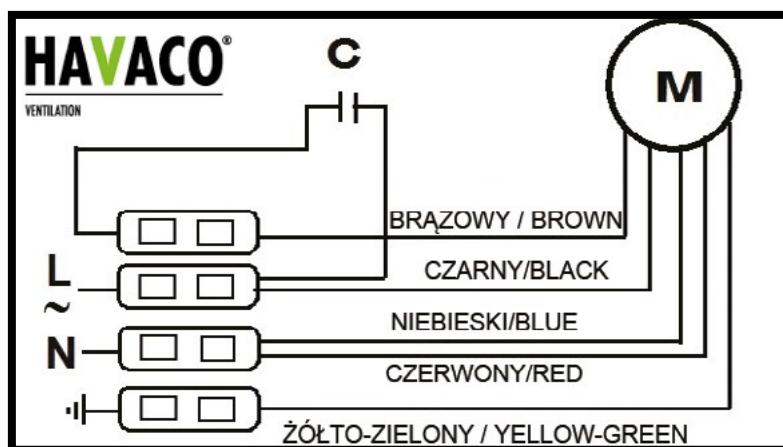 HAVACO®
VENTILATION
C
M
BRĄZOWY / BROWN
L
~
CZARNY/BLACK
NIEBIESKI/BLUE
N
CZERWONY/RED
ŻÓŁTO-ZIELONY / YELLOW-GREEN